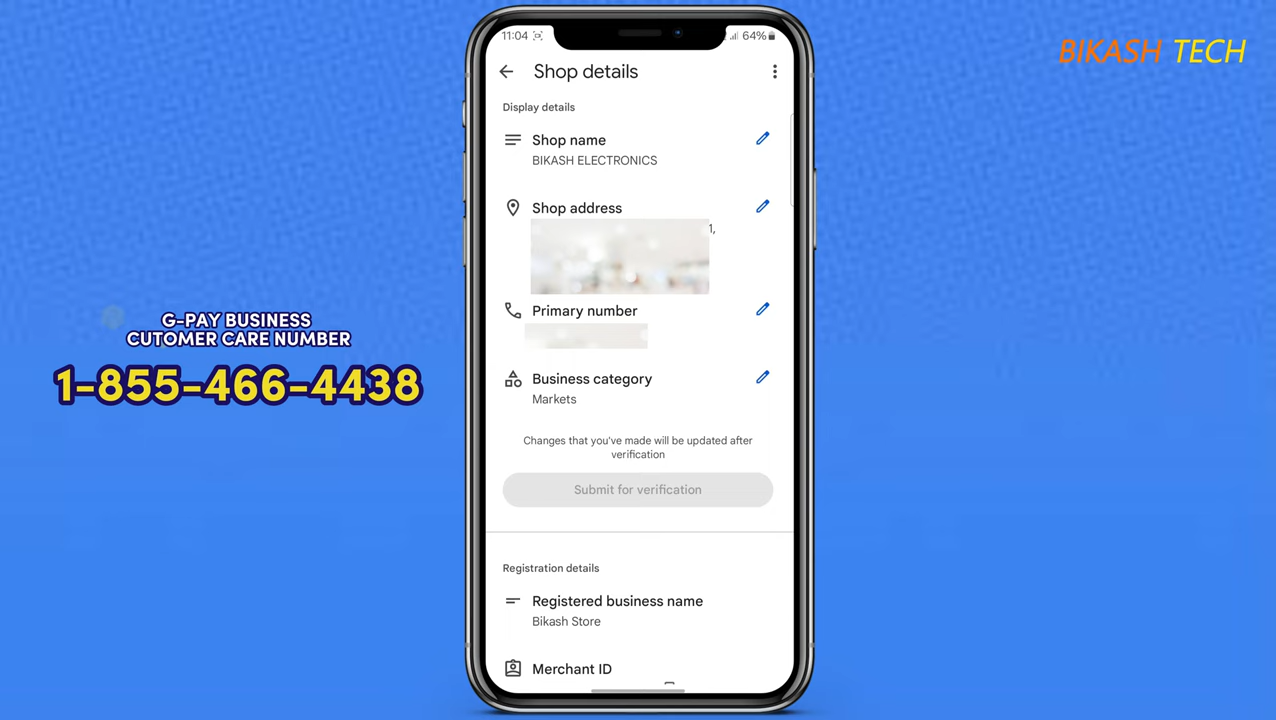 BIKASH TECH
11:04
64%
Shop details
Display details
Shop name
BIKASH ELECTRONICS
Shop address
1,
Primary number
Business category
Markets
Changes that you've made will be updated after
verification
Submit for verification
Registration details
Registered business name
Bikash Store
Merchant ID
G-PAY BUSINESS
CUTOMER CARE NUMBER
1-855-466-4438